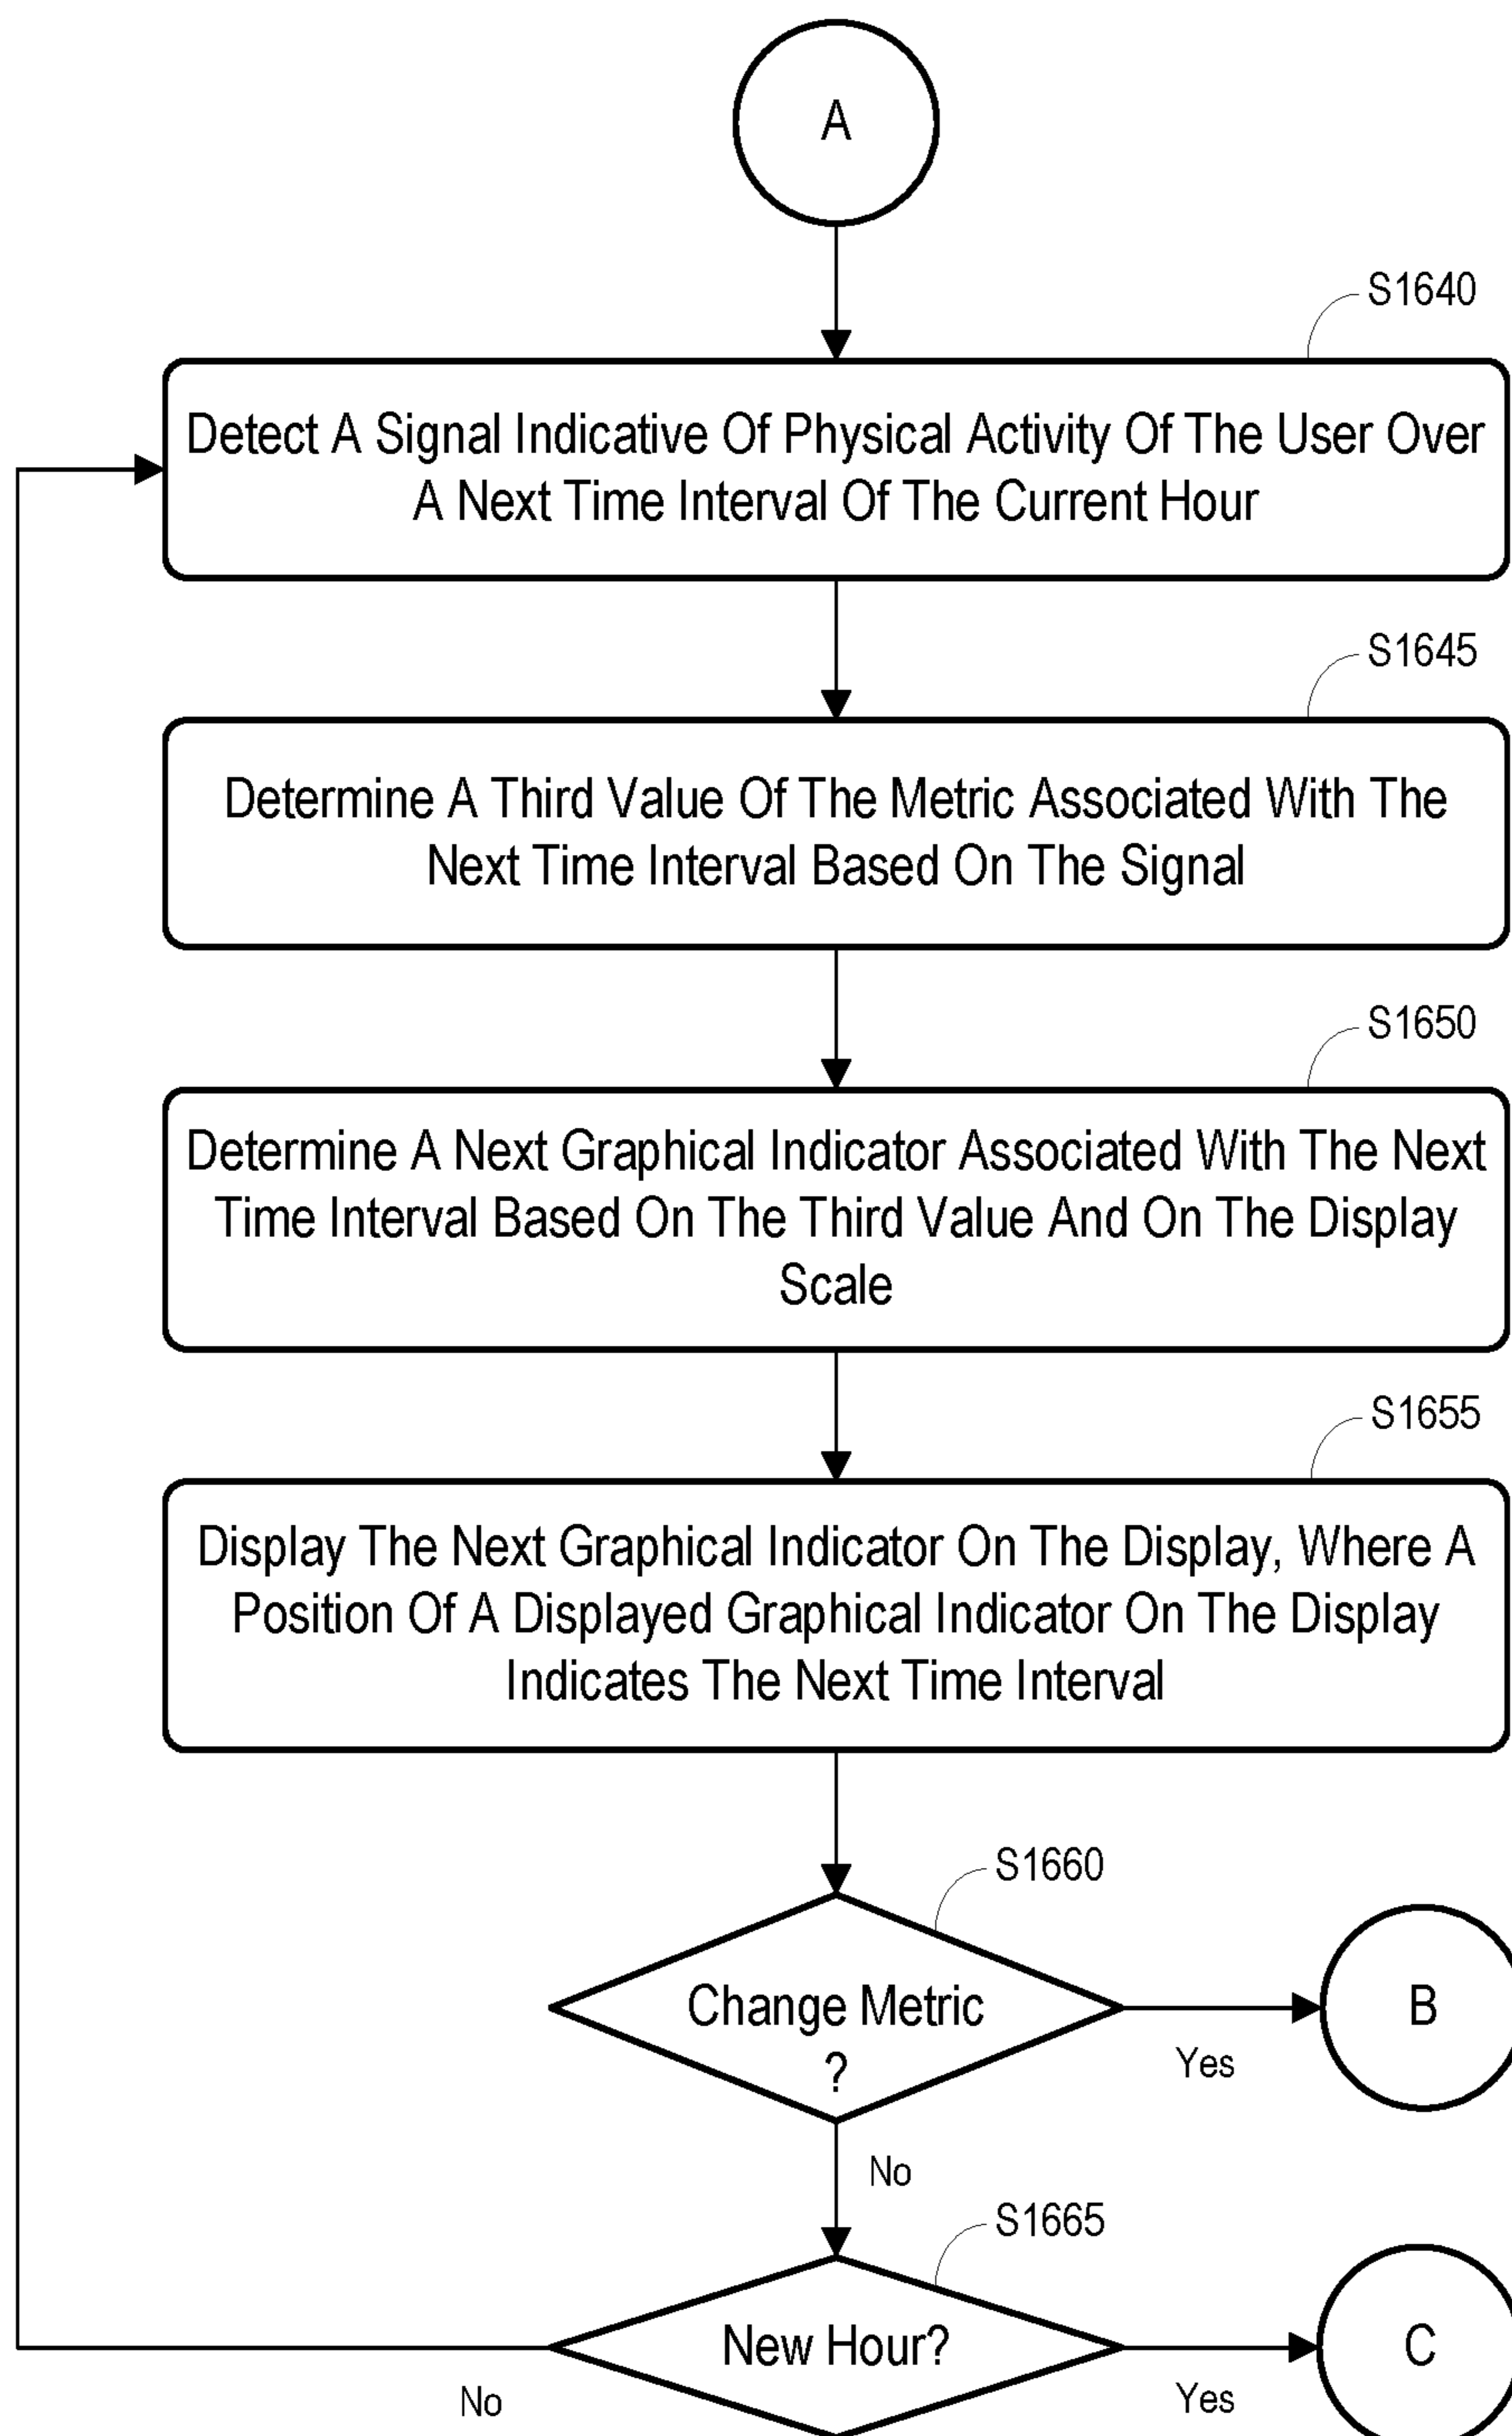 A
S1640
Detect A Signal Indicative Of Physical Activity Of The User Over
A Next Time Interval Of The Current Hour
S1645
Determine A Third Value Of The Metric Associated With The
Next Time Interval Based On The Signal
S1650
Determine A Next Graphical Indicator Associated With The Next
Time Interval Based On The Third Value And On The Display
Scale
S1655
Display The Next Graphical Indicator On The Display, Where A
Position Of A Displayed Graphical Indicator On The Display
Indicates The Next Time Interval
S1660
Change Metric
?
Yes
B
No
S1665
New Hour?
No
Yes
C